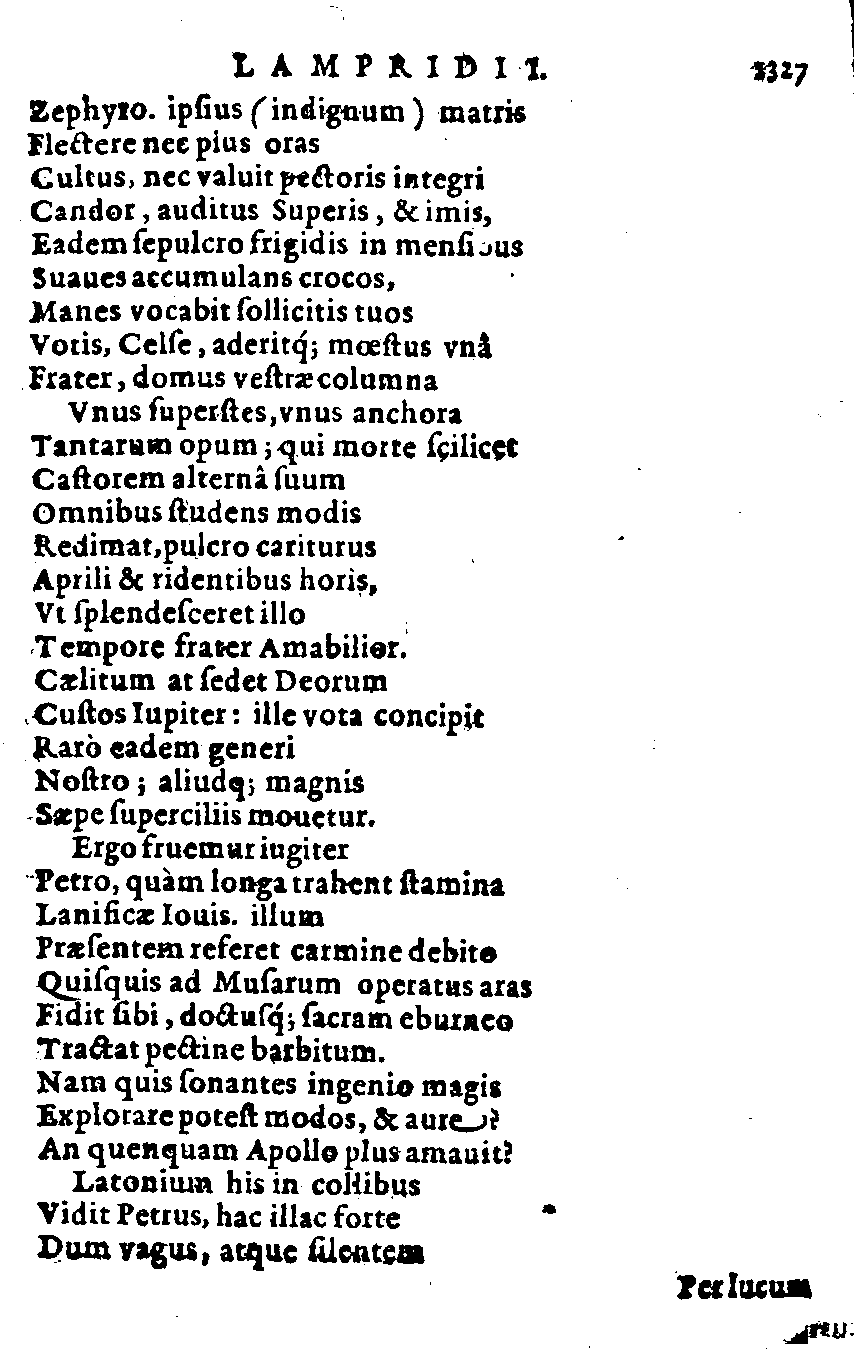 LAMPRIDII. 1327
Zephyro. ipſius (indignum) matris
Flectere nec pius oras
Cultus, nec valuit pectoris integri
Candor, auditus Superis, & imis,
Eadem ſepulcro frigidis in menſibus
Suaues accumulans crocos,
Manes vocabit ſollicitis tuos
Votis, Celſe, aderitq́; mœſtus vnâ
Frater, domus veſtræ columna
Vnus ſuperſtes, vnus anchora
Tantarum opum; qui morte ſcilicet
Caſtorem alternâ ſuum
Omnibus ſtudens modis
Redimat, pulcro cariturus
Aprili & ridentibus horis,
Vt ſplendeſceret illo
Tempore frater Amabilior.
Cælitum at ſedet Deorum
Cuſtos Iupiter: ille vota concipit
Rarò eadem generi
Noſtro; aliudq; magnis
Sæpe ſuperciliis mouetur.
Ergo fruemur iugiter
Petro, quàm longa trahent ſtamina
Lanificæ Iouis. illum
Præſentem referet carmine debito
Quiſquis ad Muſarum operatus aras
Fidit ſibi, doctuſq́; ſacram eburneo
Tractat pectine barbitum.
Nam quis ſonantes ingenio magis
Explorare poteſt modos, &
An quenquam Apollo plus amauit?
Latonium his in collibus
Vidit Petrus, hac illac forte
Dum vagus, atque ſilentem
Per lucum